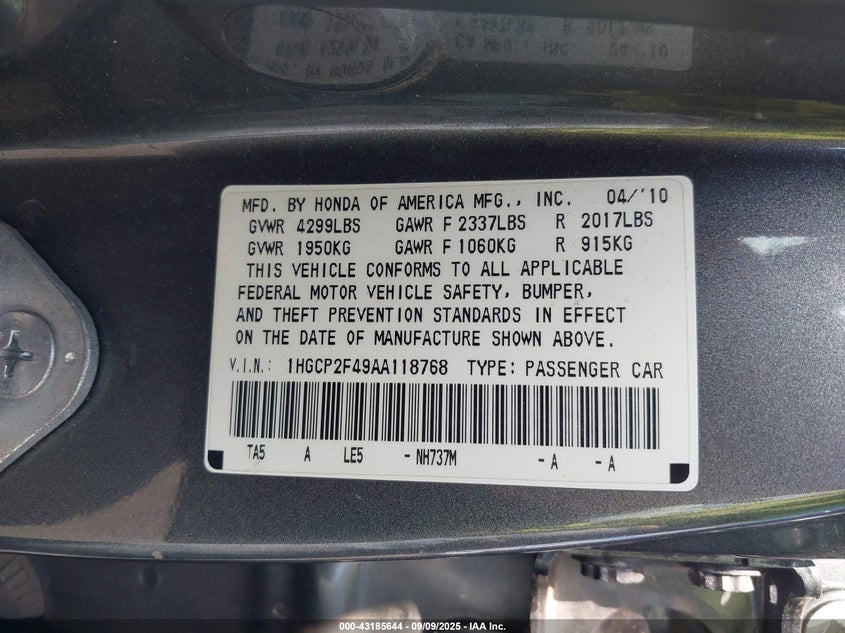 MFD. BY HONDA OF AMERICA MFG., INC. 04/'10
GVWR 4299LBS GAWR F 2337LBS R 2017LBS
GVWR 1950KG GAWR F 1060KG R 915KG
THIS VEHICLE CONFORMS TO ALL APPLICABLE
FEDERAL MOTOR VEHICLE SAFETY, BUMPER,
AND THEFT PREVENTION STANDARDS IN EFFECT
ON THE DATE OF MANUFACTURE SHOWN ABOVE.
V.I.N.: 1HGCP2F49AA118768 TYPE: PASSENGER CAR
TA5 A LE5 - NH737M - A - A
000-43185644 - 09/09/2025 - IAA Inc.